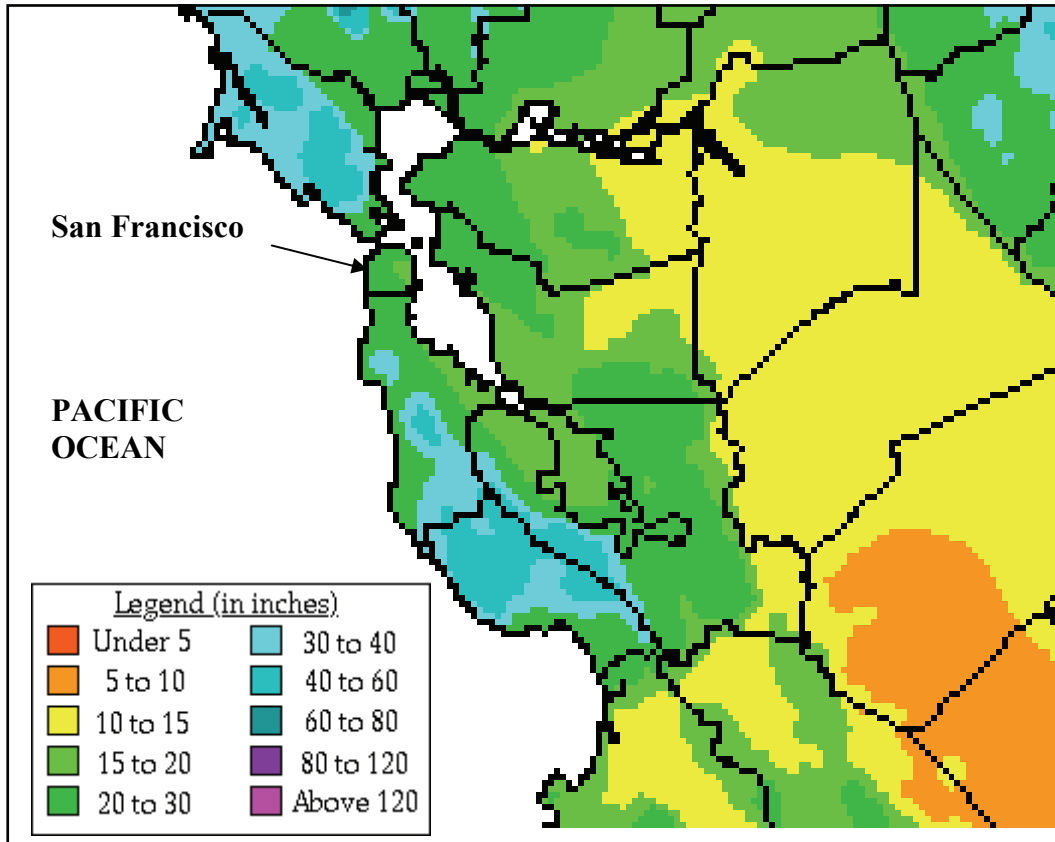 San Francisco
PACIFIC
OCEAN
Legend (in inches)
Under 5
5 to 10
10 to 15
15 to 20
20 to 30
30 to 40
40 to 60
60 to 80
80 to 120
Above 120